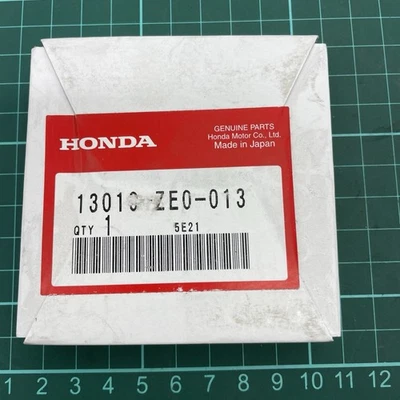 GENUINE PARTS
Honda Motor Co., Ltd.
Made in Japan
HONDA
13013-ZE0-013
QTY 1 5E21
1 2 3 4 5 6 7 8 9 10 11 12